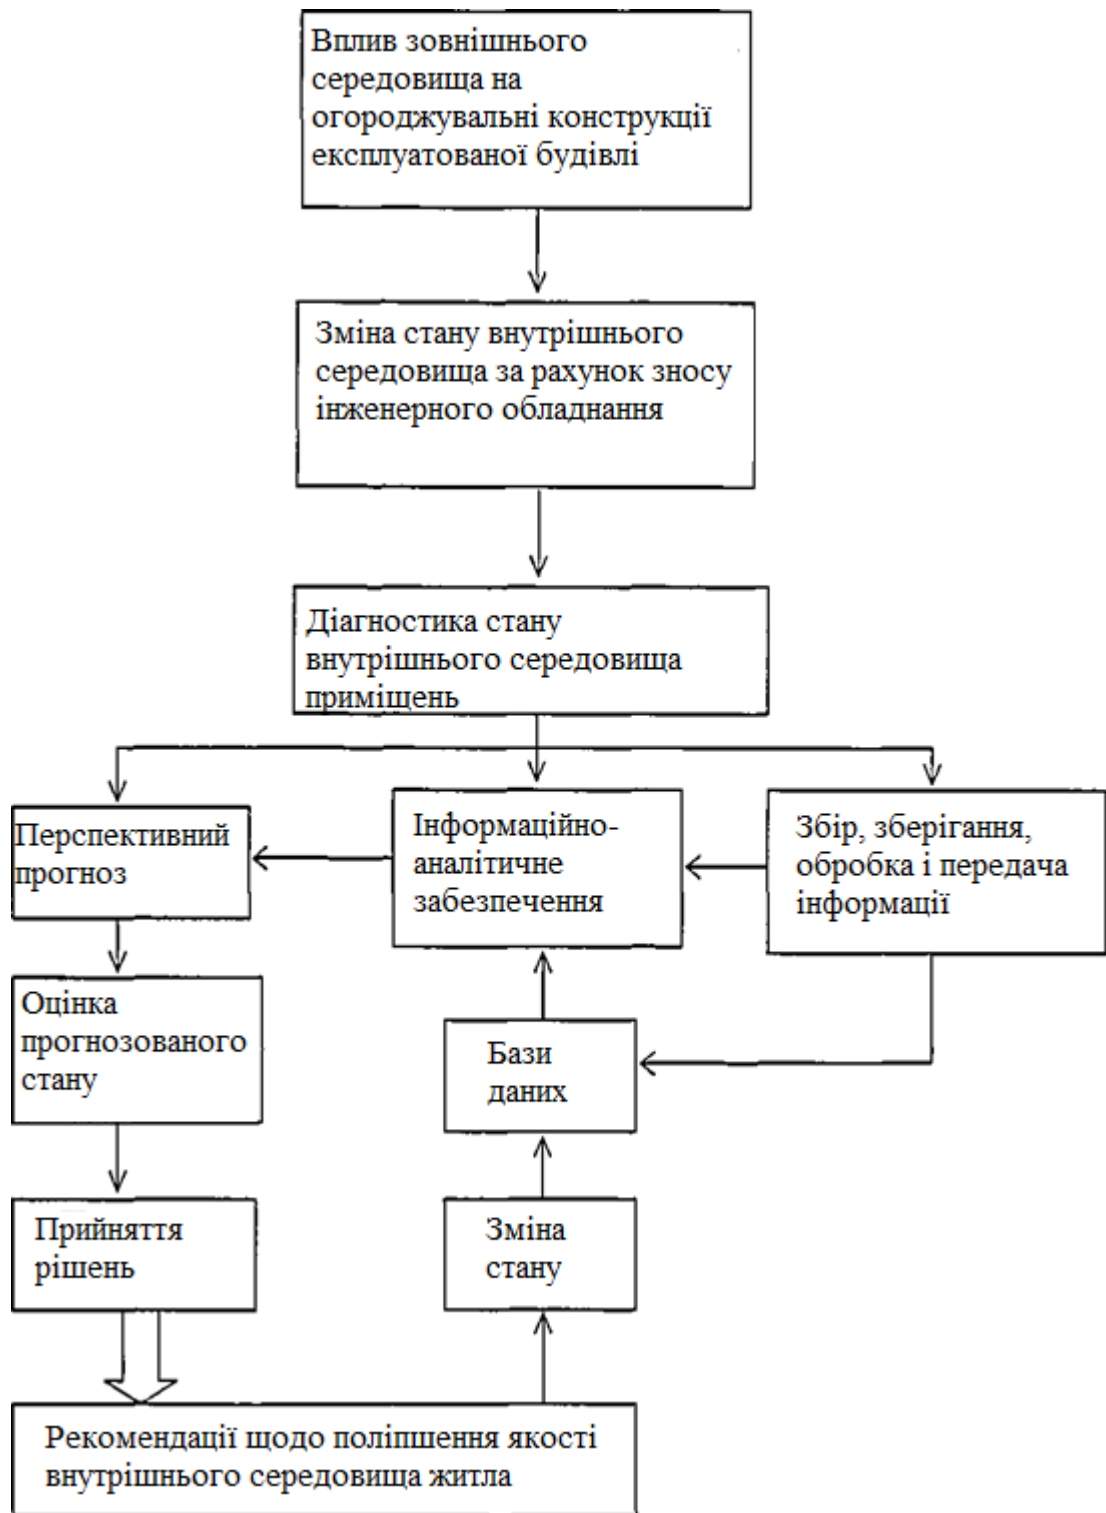 Вплив зовнішнього
середовища на
огороджувальні конструкції
експлуатованої будівлі
Зміна стану внутрішнього
середовища за рахунок зносу
інженерного обладнання
Діагностика стану
внутрішнього середовища
приміщень
Перспективний
прогноз
Інформаційно-
аналітичне
забезпечення
Збір, зберігання,
обробка і передача
інформації
Оцінка
прогнозованого
стану
Бази
даних
Прийняття
рішень
Зміна
стану
Рекомендації щодо поліпшення якості
внутрішнього середовища житла